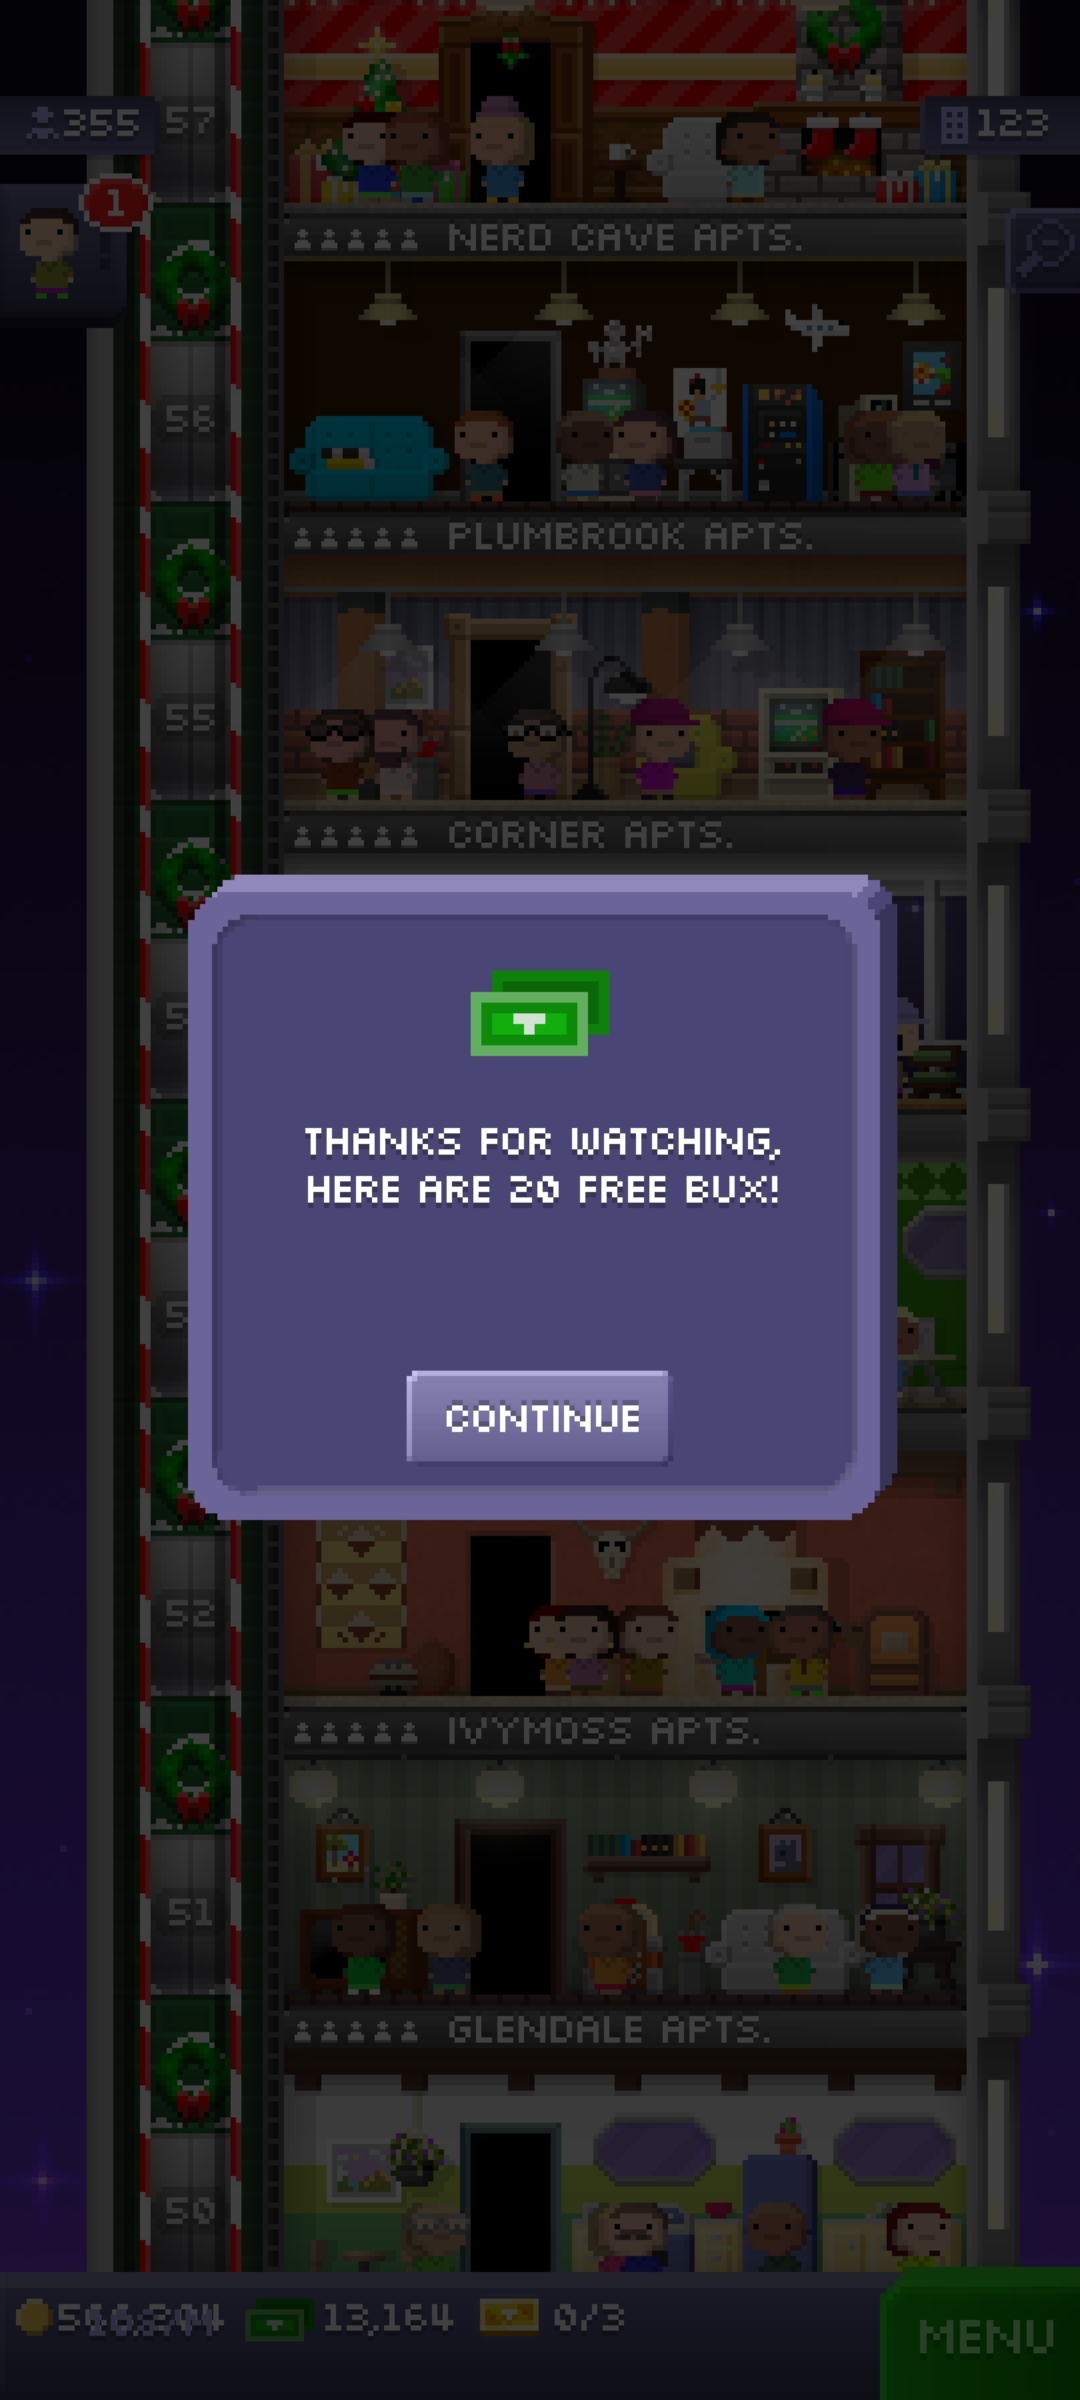 355
57
123
1
NERD CAVE APTS.
56
PLUMBROOK APTS.
55
CORNER APTS.
THANKS FOR WATCHING,
HERE ARE 20 FREE BUX!
CONTINUE
52
IVYMOSS APTS.
51
GLENDALE APTS.
50
13,164
0/3
MENU